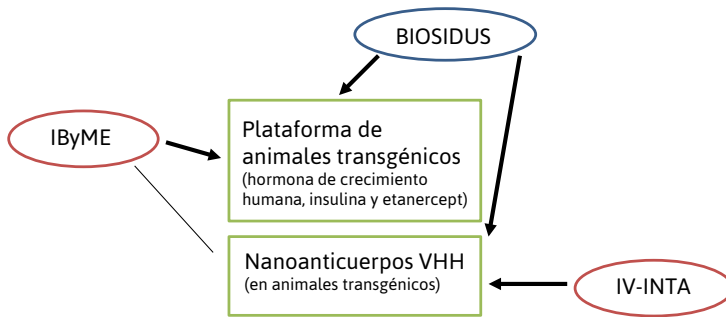 BIOSIDUS
IByME
Plataforma de
animales transgénicos
(hormona de crecimiento
humana, insulina y etanercept)
Nanoanticuerpos VHH
(en animales transgénicos)
IV-INTA